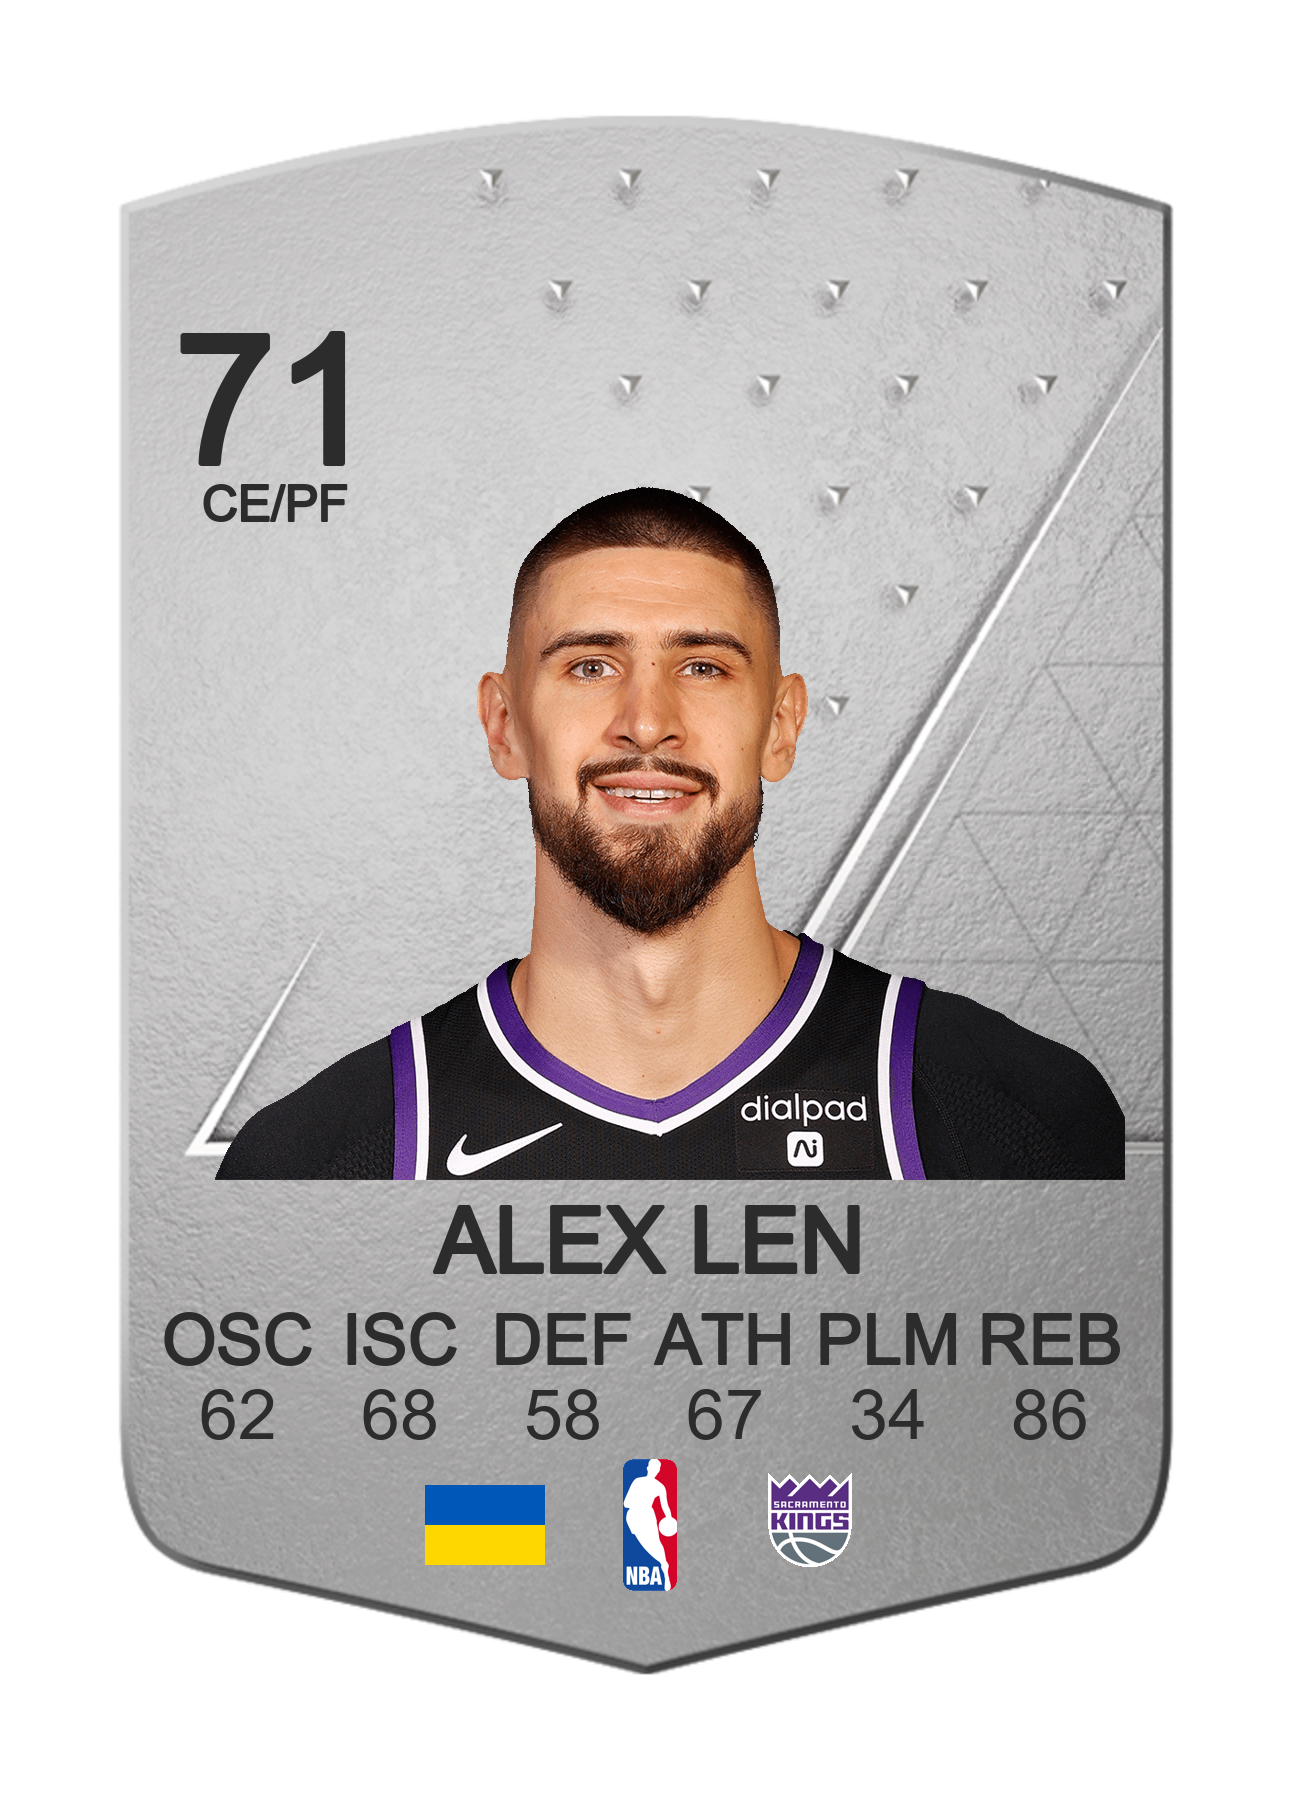 71
CE/PF
dialpad
Ai
ALEX LEN
OSC ISC DEF ATH PLM REB
62 68 58 67 34 86
NBA
SACRAMENTO
KINGS